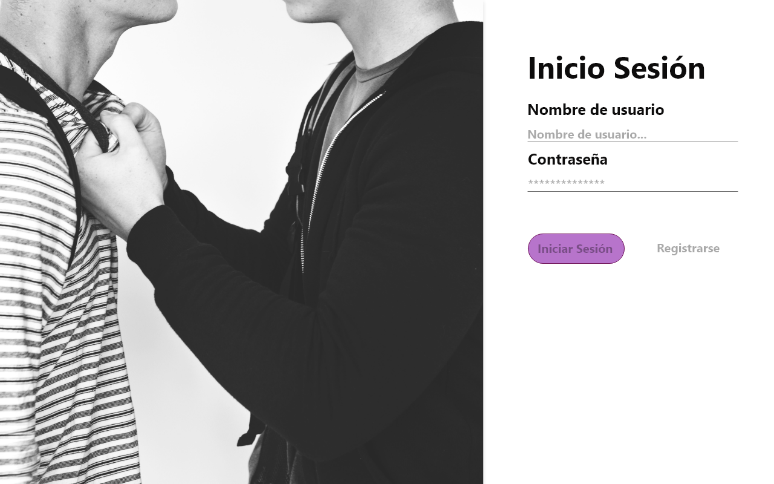 Inicio Sesión
Nombre de usuario
Nombre de usuario...
Contraseña
**************
Iniciar Sesión
Registrarse